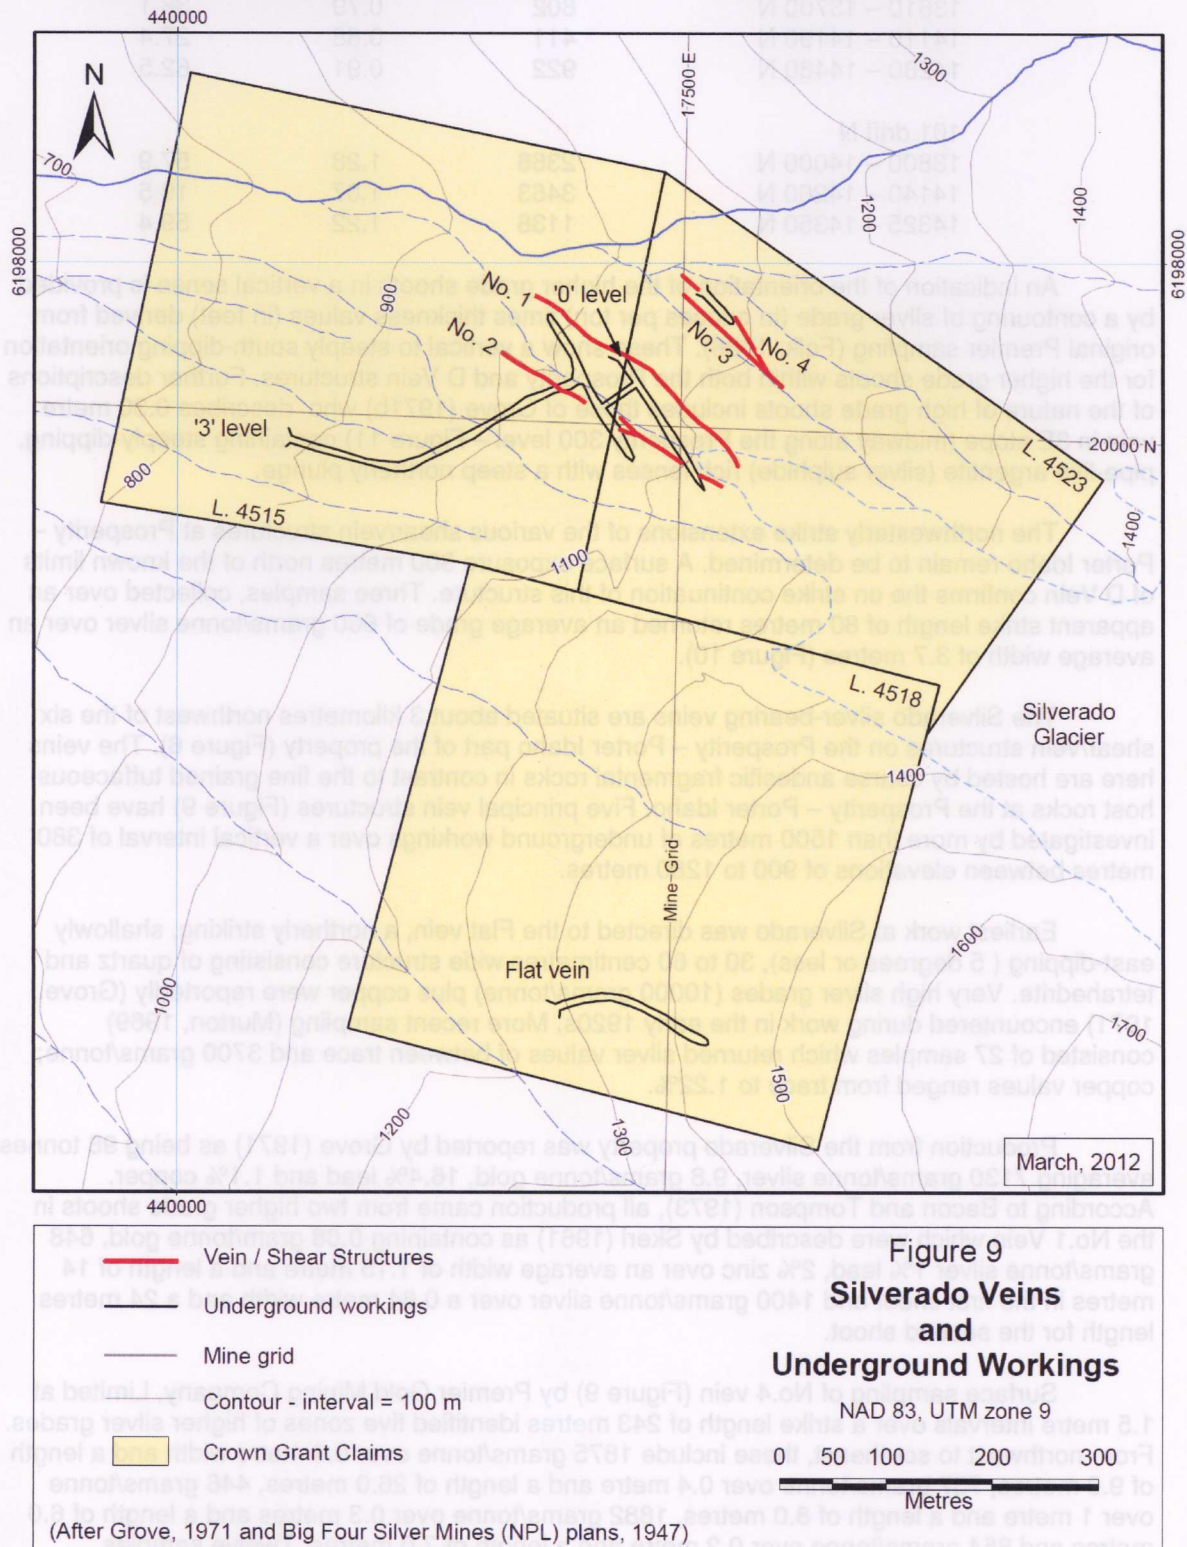 440000
1300
N
17500 E
700
1400
1200
6198000
6198000
No. 1
'0' level
900
No. 2
No. 3
No. 4
'3' level
20000 N
L. 4523
800
L. 4515
1400
1100
L. 4518
Silverado
Glacier
1400
Mine Grid
1600
Flat vein
1000
1700
1500
1200
1300
March, 2012
440000
Vein / Shear Structures
Underground workings
Mine grid
Contour - interval = 100 m
Crown Grant Claims
(After Grove, 1971 and Big Four Silver Mines (NPL) plans, 1947)
Figure 9
Silverado Veins
and
Underground Workings
NAD 83, UTM zone 9
0 50 100 200 300
Metres